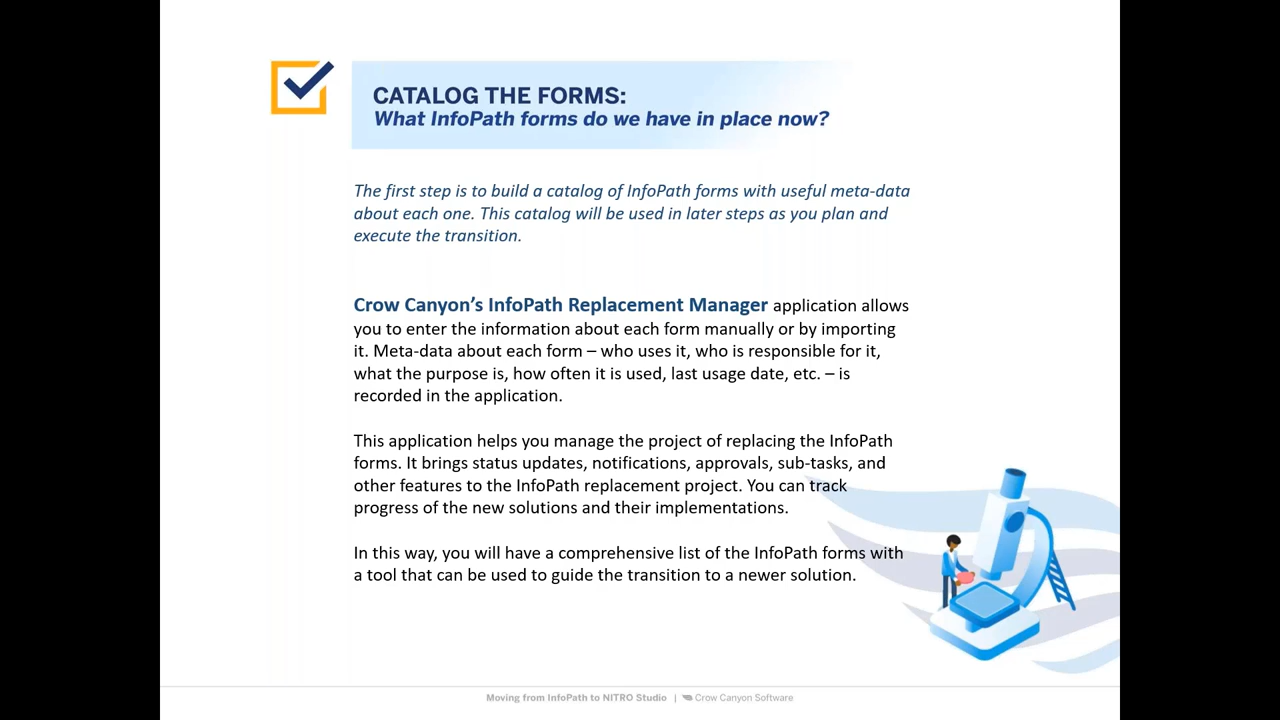 CATALOG THE FORMS:
What InfoPath forms do we have in place now?
The first step is to build a catalog of InfoPath forms with useful meta-data
about each one. This catalog will be used in later steps as you plan and
execute the transition.
Crow Canyon’s InfoPath Replacement Manager application allows
you to enter the information about each form manually or by importing
it. Meta-data about each form – who uses it, who is responsible for it,
what the purpose is, how often it is used, last usage date, etc. – is
recorded in the application.
This application helps you manage the project of replacing the InfoPath
forms. It brings status updates, notifications, approvals, sub-tasks, and
other features to the InfoPath replacement project. You can track
progress of the new solutions and their implementations.
In this way, you will have a comprehensive list of the InfoPath forms with
a tool that can be used to guide the transition to a newer solution.
Moving from InfoPath to NITRO Studio | Crow Canyon Software